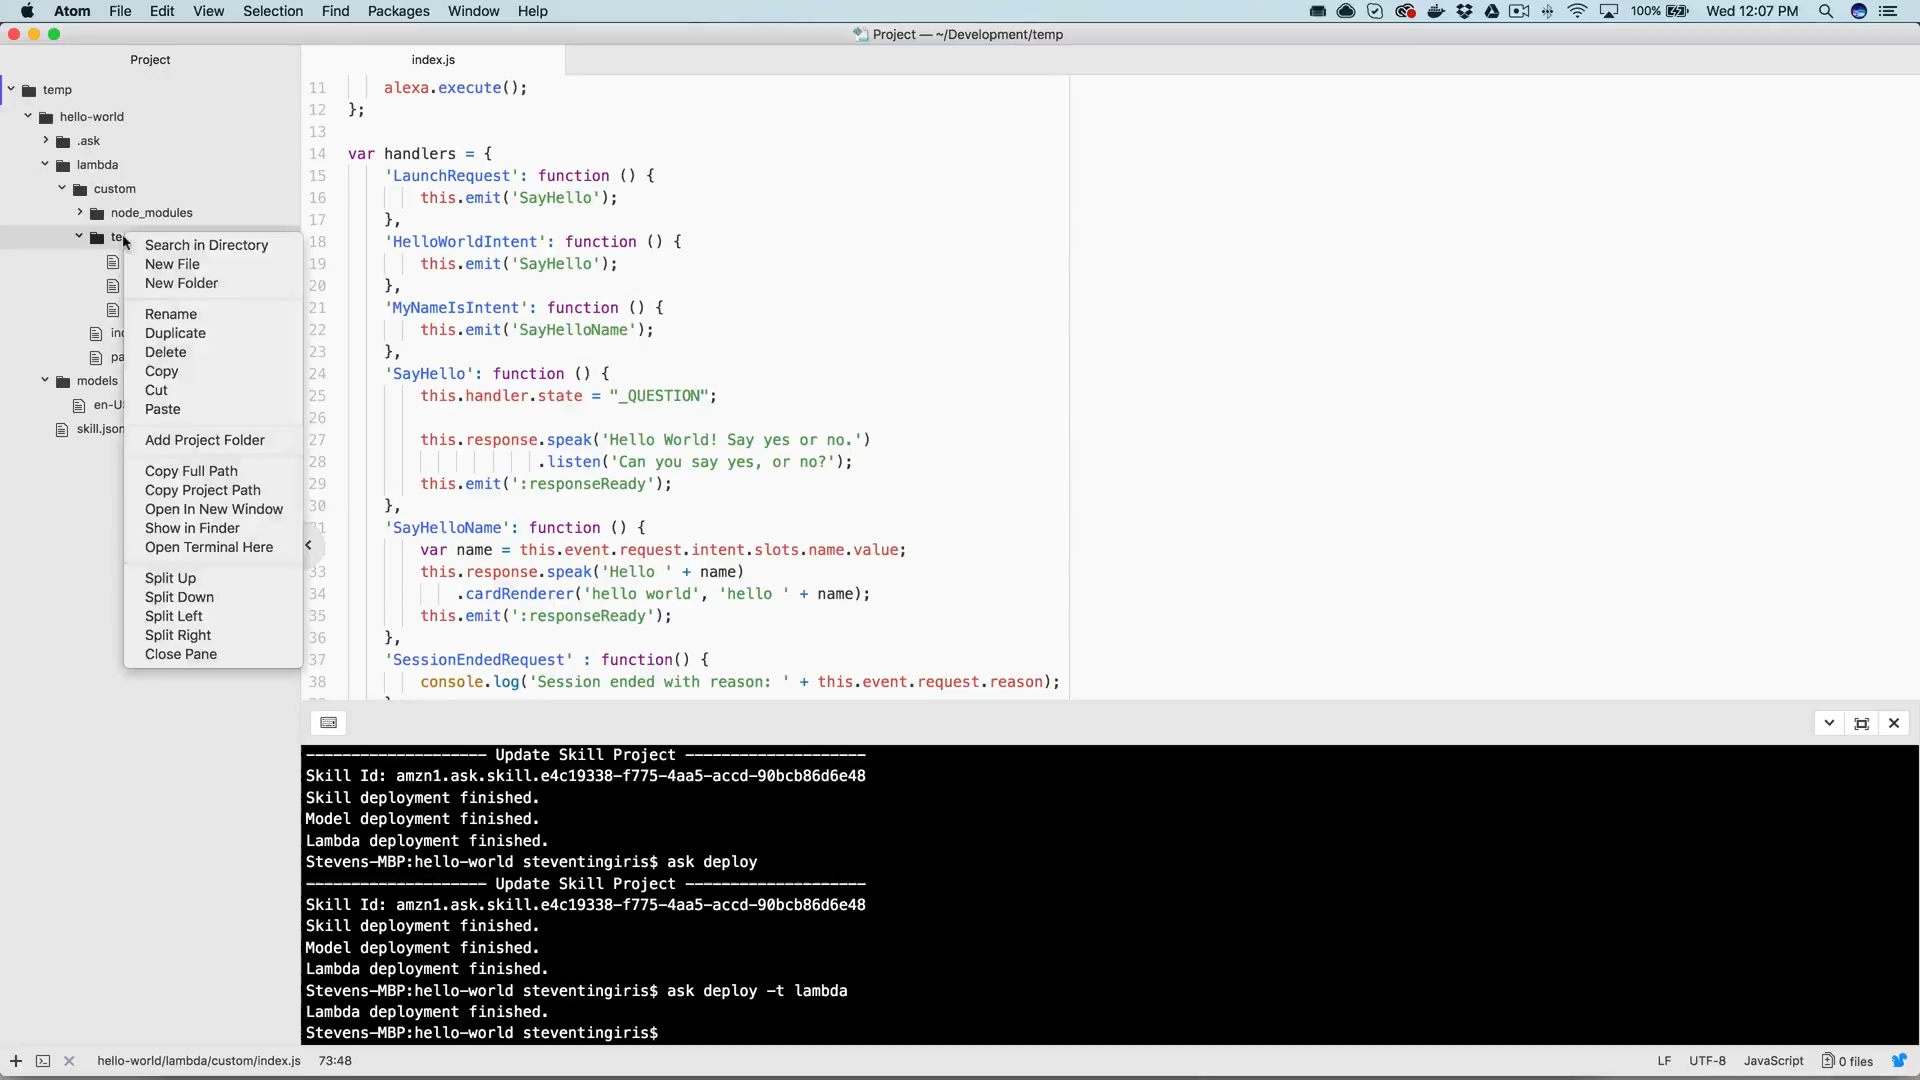 Atom File Edit View Selection Find Packages Window Help 100% Wed 12:07 PM
Project — ~/Development/temp
Project
index.js
temp
hello-world
.ask
lambda
custom
node_modules
te
Search in Directory
New File
New Folder
Rename
Duplicate
Delete
Copy
Cut
Paste
Add Project Folder
Copy Full Path
Copy Project Path
Open In New Window
Show in Finder
Open Terminal Here
Split Up
Split Down
Split Left
Split Right
Close Pane
models
skill.json
11 alexa.execute();
12 };
13
14 var handlers = {
15 'LaunchRequest': function () {
16 this.emit('SayHello');
17 },
18 'HelloWorldIntent': function () {
19 this.emit('SayHello');
20 },
21 'MyNameIsIntent': function () {
22 this.emit('SayHelloName');
23 },
24 'SayHello': function () {
25 this.handler.state = "_QUESTION";
26
27 this.response.speak('Hello World! Say yes or no.')
28 .listen('Can you say yes, or no?');
29 this.emit(':responseReady');
30 },
31 'SayHelloName': function () {
var name = this.event.request.intent.slots.name.value;
33 this.response.speak('Hello ' + name)
34 .cardRenderer('hello world', 'hello ' + name);
35 this.emit(':responseReady');
36 },
37 'SessionEndedRequest' : function() {
38 console.log('Session ended with reason: ' + this.event.request.reason);
-------------------- Update Skill Project --------------------
Skill Id: amzn1.ask.skill.e4c19338-f775-4aa5-accd-90bcb86d6e48
Skill deployment finished.
Model deployment finished.
Lambda deployment finished.
Stevens-MBP:hello-world steventingiris$ ask deploy
-------------------- Update Skill Project --------------------
Skill Id: amzn1.ask.skill.e4c19338-f775-4aa5-accd-90bcb86d6e48
Skill deployment finished.
Model deployment finished.
Lambda deployment finished.
Stevens-MBP:hello-world steventingiris$ ask deploy -t lambda
Lambda deployment finished.
Stevens-MBP:hello-world steventingiris$
hello-world/lambda/custom/index.js 73:48 LF UTF-8 JavaScript 0 files